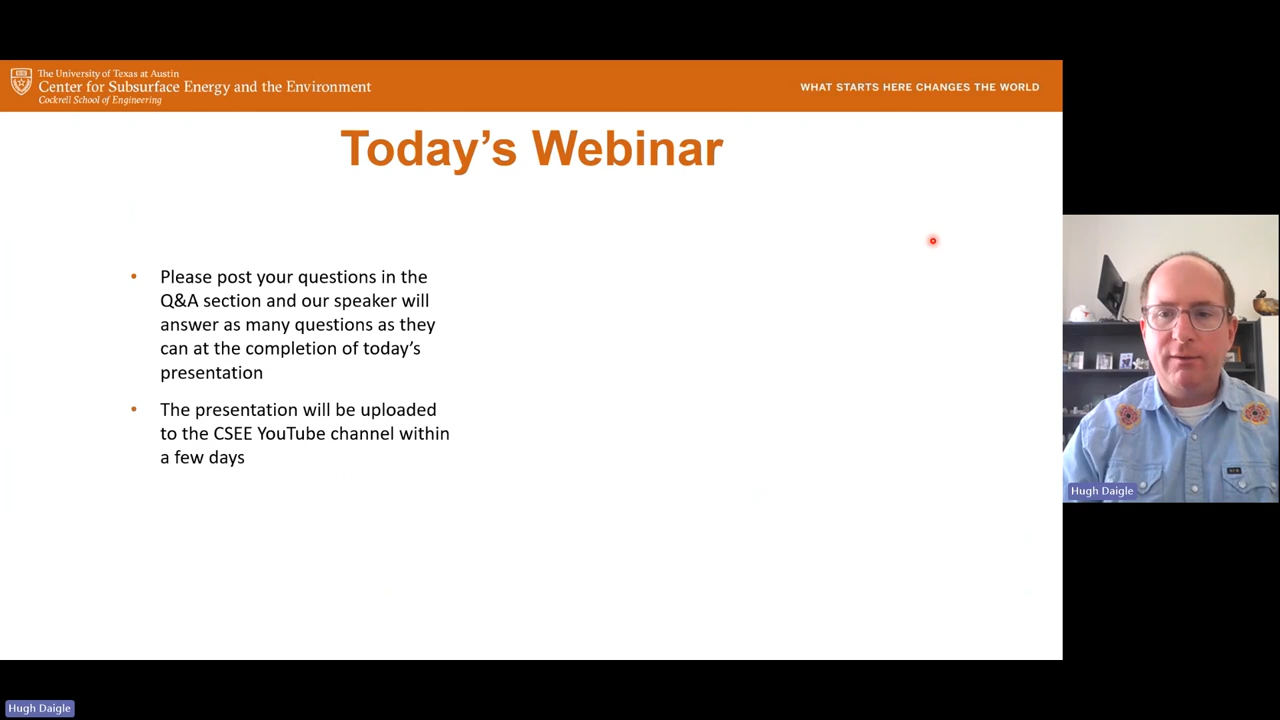 The University of Texas at Austin
Center for Subsurface Energy and the Environment
Cockrell School of Engineering
WHAT STARTS HERE CHANGES THE WORLD
Today’s Webinar
• Please post your questions in the
Q&A section and our speaker will
answer as many questions as they
can at the completion of today’s
presentation
• The presentation will be uploaded
to the CSEE YouTube channel within
a few days
Hugh Daigle
Hugh Daigle